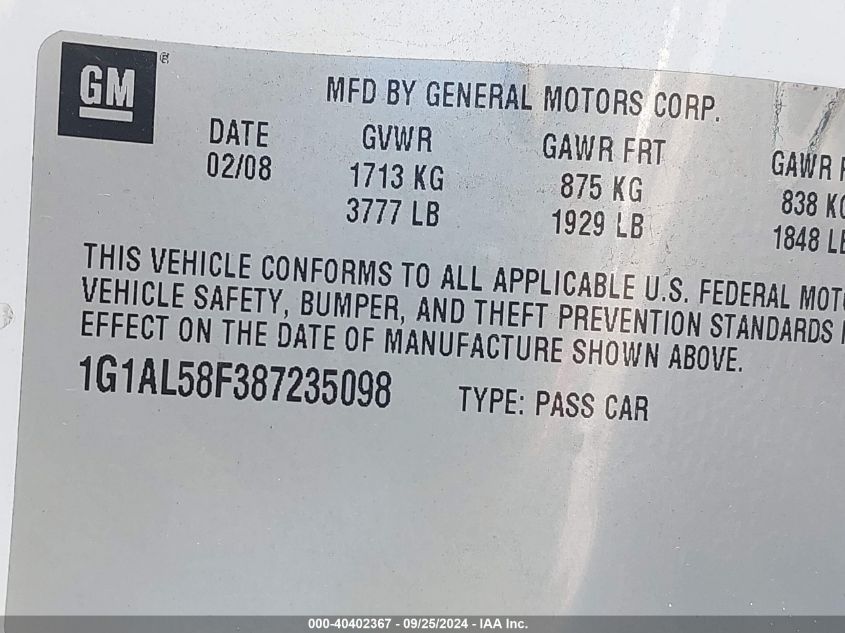 GM
MFD BY GENERAL MOTORS CORP.
DATE GVWR GAWR FRT GAWR
02/08 1713 KG 875 KG 838
3777 LB 1929 LB 1848
THIS VEHICLE CONFORMS TO ALL APPLICABLE U.S. FEDERAL
VEHICLE SAFETY, BUMPER, AND THEFT PREVENTION STANDARDS
EFFECT ON THE DATE OF MANUFACTURE SHOWN ABOVE.
1G1AL58F387235098 TYPE: PASS CAR
000-40402367 - 09/25/2024 - IAA Inc.